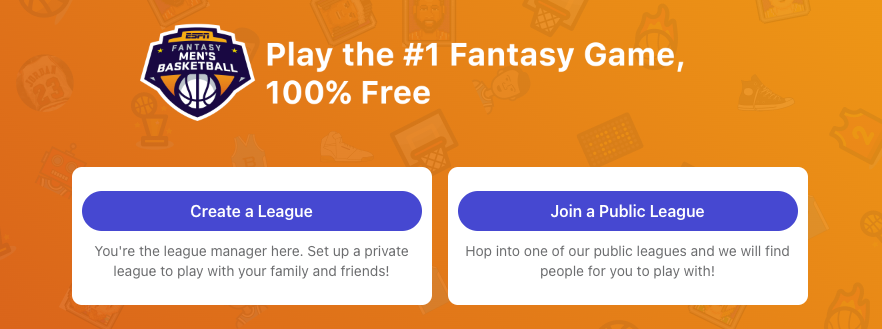 ESPN
FANTASY
MEN'S
BASKETBALL
Play the #1 Fantasy Game,
100% Free
Create a League
You're the league manager here. Set up a private
league to play with your family and friends!
Join a Public League
Hop into one of our public leagues and we will find
people for you to play with!